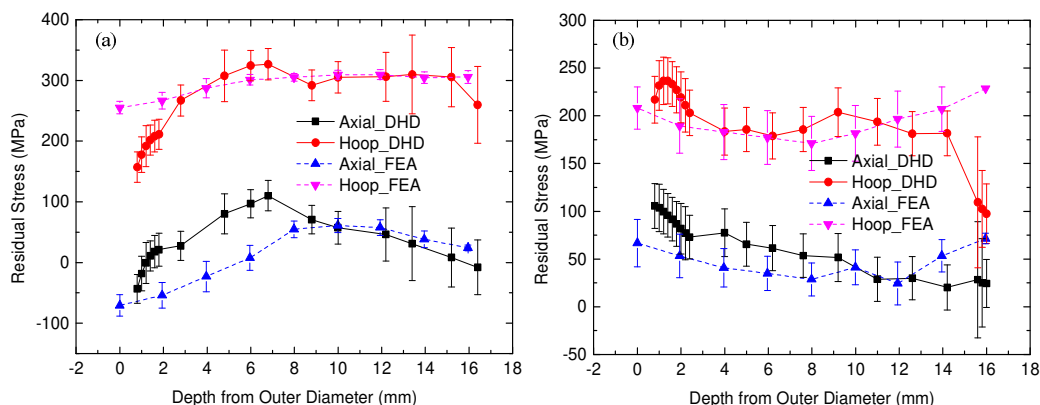 (a)
400
300
200
100
0
-100
Residual Stress (MPa)
Axial_DHD
Hoop_DHD
Axial_FEA
Hoop_FEA
-2 0 2 4 6 8 10 12 14 16 18
Depth from Outer Diameter (mm)
(b)
300
250
200
150
100
50
0
-50
Residual Stress (MPa)
Axial_DHD
Hoop_DHD
Axial_FEA
Hoop_FEA
-2 0 2 4 6 8 10 12 14 16 18
Depth from Outer Diameter (mm)